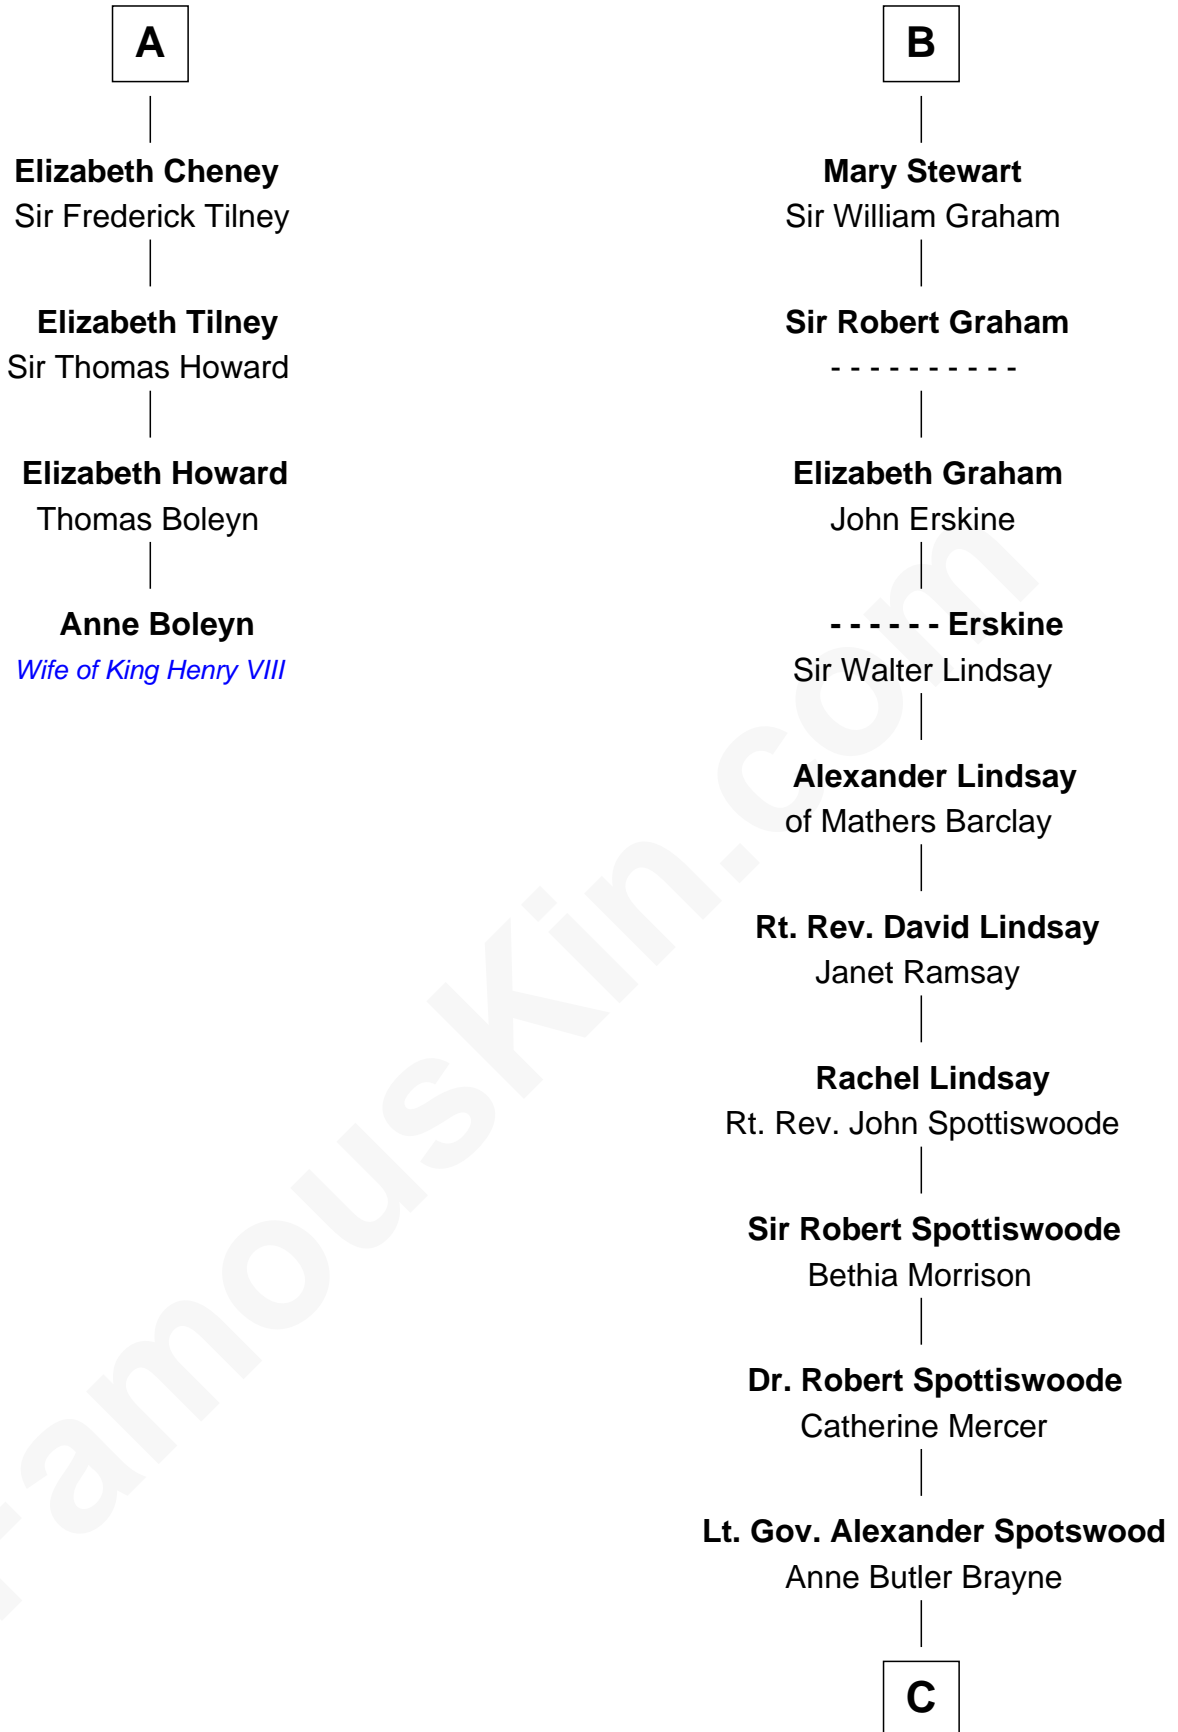 A
Elizabeth Cheney
Sir Frederick Tilney
Elizabeth Tilney
Sir Thomas Howard
Elizabeth Howard
Thomas Boleyn
Anne Boleyn
Wife of King Henry VIII
B
Mary Stewart
Sir William Graham
Sir Robert Graham
- - - - - - - - - -
Elizabeth Graham
John Erskine
- - - - - - Erskine
Sir Walter Lindsay
Alexander Lindsay
of Mathers Barclay
Rt. Rev. David Lindsay
Janet Ramsay
Rachel Lindsay
Rt. Rev. John Spottiswoode
Sir Robert Spottiswoode
Bethia Morrison
Dr. Robert Spottiswoode
Catherine Mercer
Lt. Gov. Alexander Spotswood
Anne Butler Brayne
C
FamousKin.com